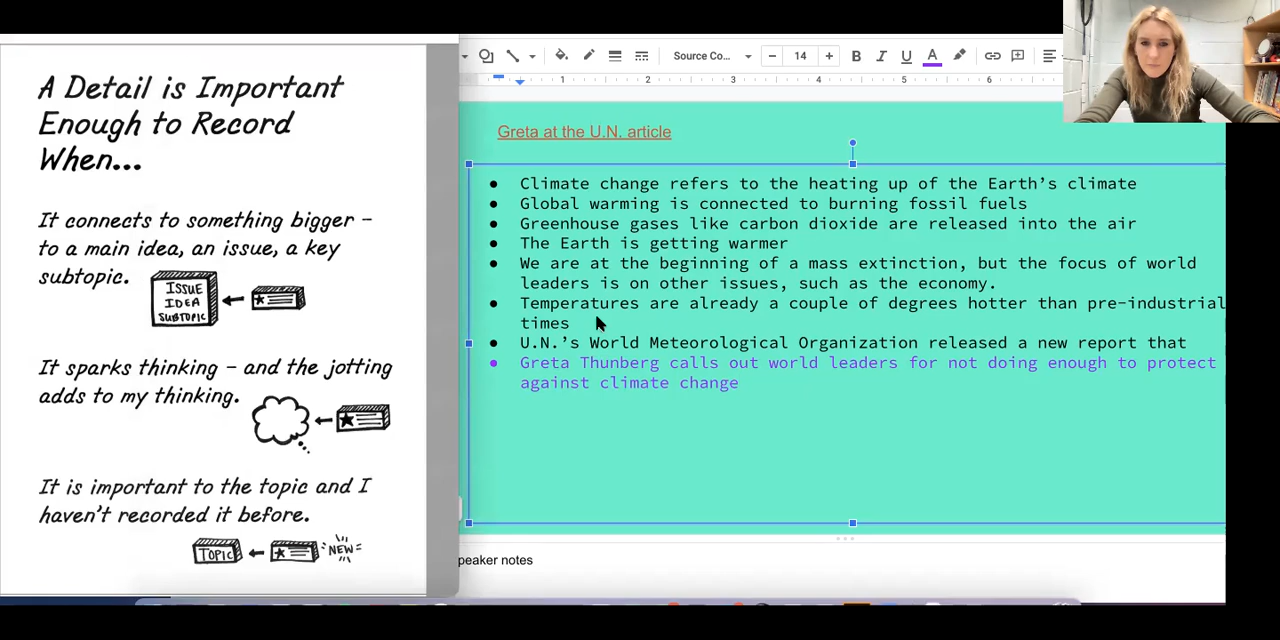 A Detail is Important
Enough to Record
When...
It connects to something bigger –
to a main idea, an issue, a key
subtopic.
ISSUE
IDEA
SUBTOPIC
It sparks thinking – and the jotting
adds to my thinking.
It is important to the topic and I
haven't recorded it before.
TOPIC
NEW
Source Co...
14
1 2 3 4 5 6
Greta at the U.N. article
Climate change refers to the heating up of the Earth's climate
Global warming is connected to burning fossil fuels
Greenhouse gases like carbon dioxide are released into the air
The Earth is getting warmer
We are at the beginning of a mass extinction, but the focus of world
leaders is on other issues, such as the economy.
Temperatures are already a couple of degrees hotter than pre-industrial
times
U.N.'s World Meteorological Organization released a new report that
Greta Thunberg calls out world leaders for not doing enough to protect
against climate change
peaker notes